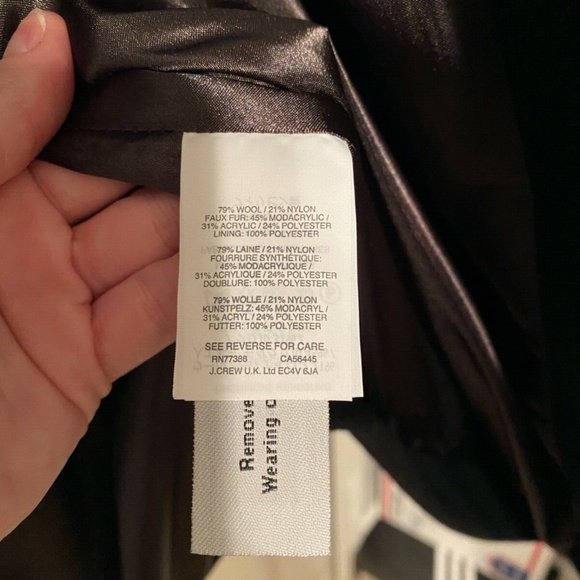 79% WOOL / 21% NYLON
FAUX FUR: 45% MODACRYLIC /
31% ACRYLIC / 24% POLYESTER
LINING: 100% POLYESTER
79% LAINE / 21% NYLON
FOURRURE SYNTHÉTIQUE:
45% MODACRYLIQUE /
31% ACRYLIQUE / 24% POLYESTER
DOUBLURE: 100% POLYESTER
79% WOLLE / 21% NYLON
KUNSTPELZ: 45% MODACRYL /
31% ACRYL / 24% POLYESTER
FUTTER: 100% POLYESTER
SEE REVERSE FOR CARE
RN77386 CA56445
J.CREW U.K. Ltd EC4V 6JA
Remove
Wearing